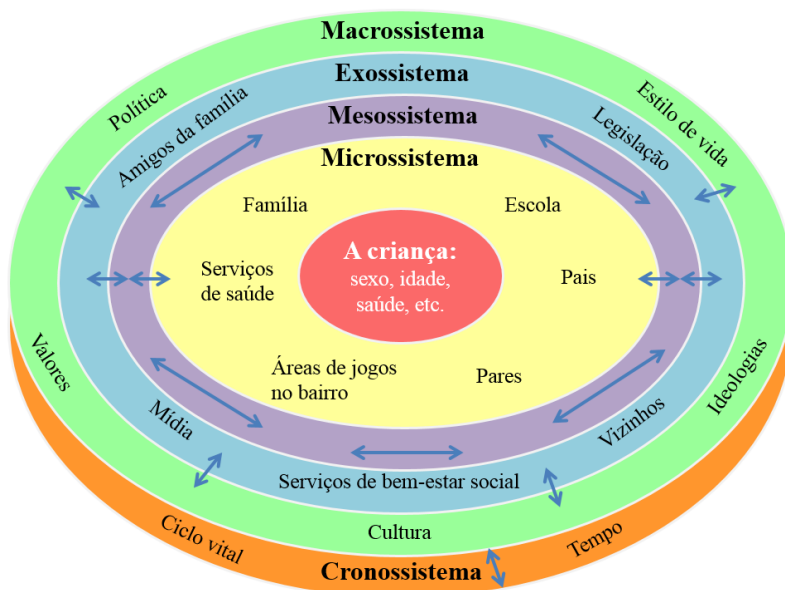 Macrossistema
Exossistema
Mesossistema
Microssistema
Política
Estilo de vida
Amigos da família
Legislação
Família
Escola
A criança:
sexo, idade,
saúde, etc.
Serviços
de saúde
Pais
Áreas de jogos
no bairro
Pares
Valores
Ideologias
Mídia
Vizinhos
Serviços de bem-estar social
Cultura
Ciclo vital
Tempo
Cronossistema